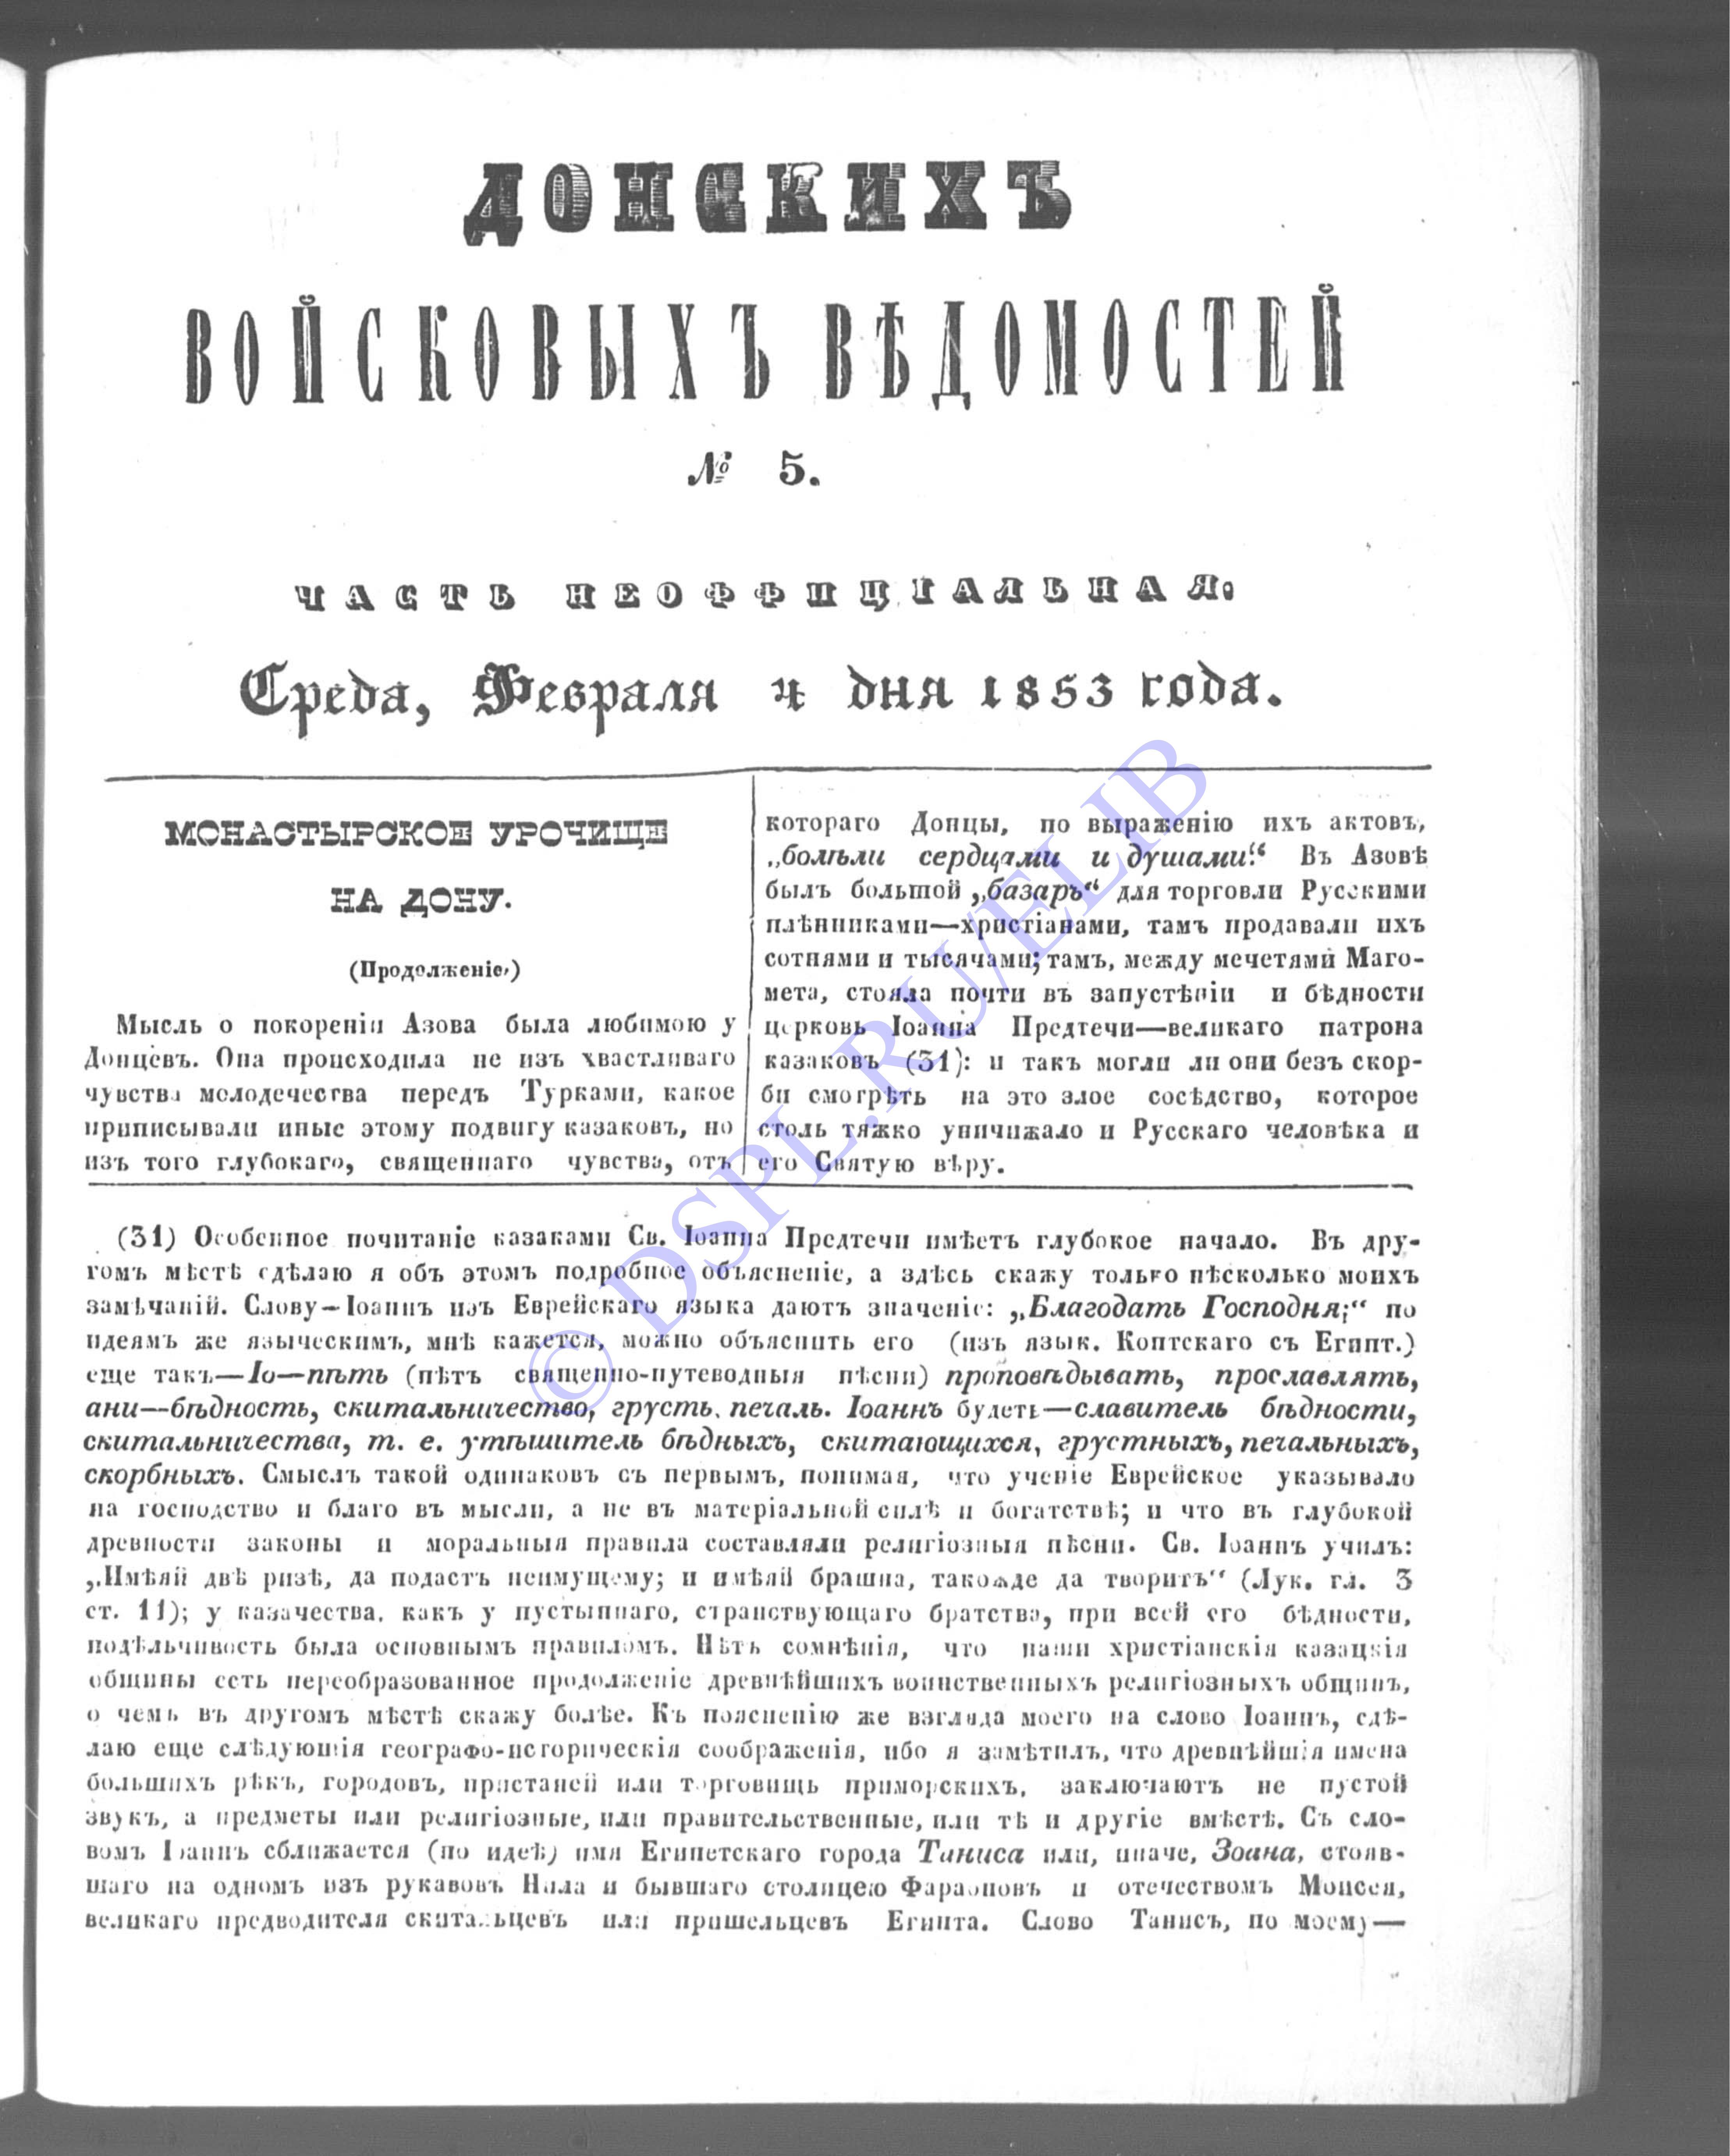 ДОНСКИХЪ
ВОЙСКОВЫХЪ ВѢДОМОСТЕЙ
№ 5.
ЧАСТЬ НЕОФФИЦІАЛЬНАЯ.
Среда, Февраля 4 дня 1853 года.
МОНАСТЫРСКОЕ УРОЧИЩЕ
НА ДОНУ.
(Продолженіе)
Мысль о покореніи Азова была любимою у
Донцевъ. Она происходила не изъ хвастливаго
чувства молодечества передъ Турками, какое
приписывали иные этому подвигу казаковъ, но
изъ того глубокаго, священнаго чувства, отъ
котораго Донцы, по выраженію ихъ актовъ,
„болѣли сердцами и душами.“ Въ Азовѣ
былъ большой „базаръ“ для торговли Русскими
плѣнниками—христіанами, тамъ продавали ихъ
сотнями и тысячами; тамъ, между мечетями Маго-
мета, стояла почти въ запустѣніи и бѣдности
церковь Іоанна Предтечи—великаго патрона
казаковъ (31): и такъ могли ли они безъ скор-
би смотрѣть на это злое сосѣдство, которое
столь тяжко уничижало и Русскаго человѣка и
его Святую вѣру.
(31) Особенное почитаніе казаками Св. Іоанна Предтечи имѣетъ глубокое начало. Въ дру-
гомъ мѣстѣ сдѣлаю я объ этомъ подробное объясненіе, а здѣсь скажу только нѣсколько моихъ
замѣчаній. Слову—Іоаннъ изъ Еврейскаго языка даютъ значеніе: „Благодать Господня;“ по
идеямъ же языческимъ, мнѣ кажется, можно объяснить его (изъ язык. Коптскаго съ Египт.)
еще такъ—Іо—пѣть (пѣтъ священно-путеводныя пѣсни) проповѣдывать, прославлять,
ани—бѣдность, скитальничество, грусть, печаль. Іоаннъ будетъ—славитель бѣдности,
скитальничества, т. е. утѣшитель бѣдныхъ, скитающихся, грустныхъ, печальныхъ,
скорбныхъ. Смыслъ такой одинаковъ съ первымъ, понимая, что ученіе Еврейское указывало
на господство и благо въ мысли, а не въ матеріальной силѣ и богатствѣ; и что въ глубокой
древности законы и моральныя правила составляли религіозныя пѣсни. Св. Іоаннъ училъ:
„Имѣяй двѣ ризѣ, да подастъ неимущему; и имѣяй брашна, такожде да творитъ“ (Лук. гл. 3
ст. 11); у казачества, какъ у пустыннаго, странствующаго братства, при всей его бѣдности,
подѣльчивость была основнымъ правиломъ. Нѣтъ сомнѣнія, что наши христіанскія казацкія
общины есть переобразованное продолженіе древнѣйшихъ воинственныхъ религіозныхъ общинъ,
о чемъ въ другомъ мѣстѣ скажу болѣе. Къ поясненію же взгляда моего на слово Іоаннъ, сдѣ-
лаю еще слѣдующія географо-историческія соображенія, ибо я замѣтилъ, что древнѣйшія имена
большихъ рѣкъ, городовъ, пристаней или торговищъ приморскихъ, заключаютъ не пустой
звукъ, а предметы или религіозные, или правительственные, или тѣ и другіе вмѣстѣ. Съ сло-
вомъ Іоаннъ сближается (по идеѣ) имя Египетскаго города Таниса или, иначе, Зоана, стояв-
шаго на одномъ изъ рукавовъ Нила и бывшаго столицею Фараоновъ и отечествомъ Моисея,
великаго предводителя скитальцевъ или пришельцевъ Египта. Слово Танисъ, по моему—
© DSPL.RU/ELIB